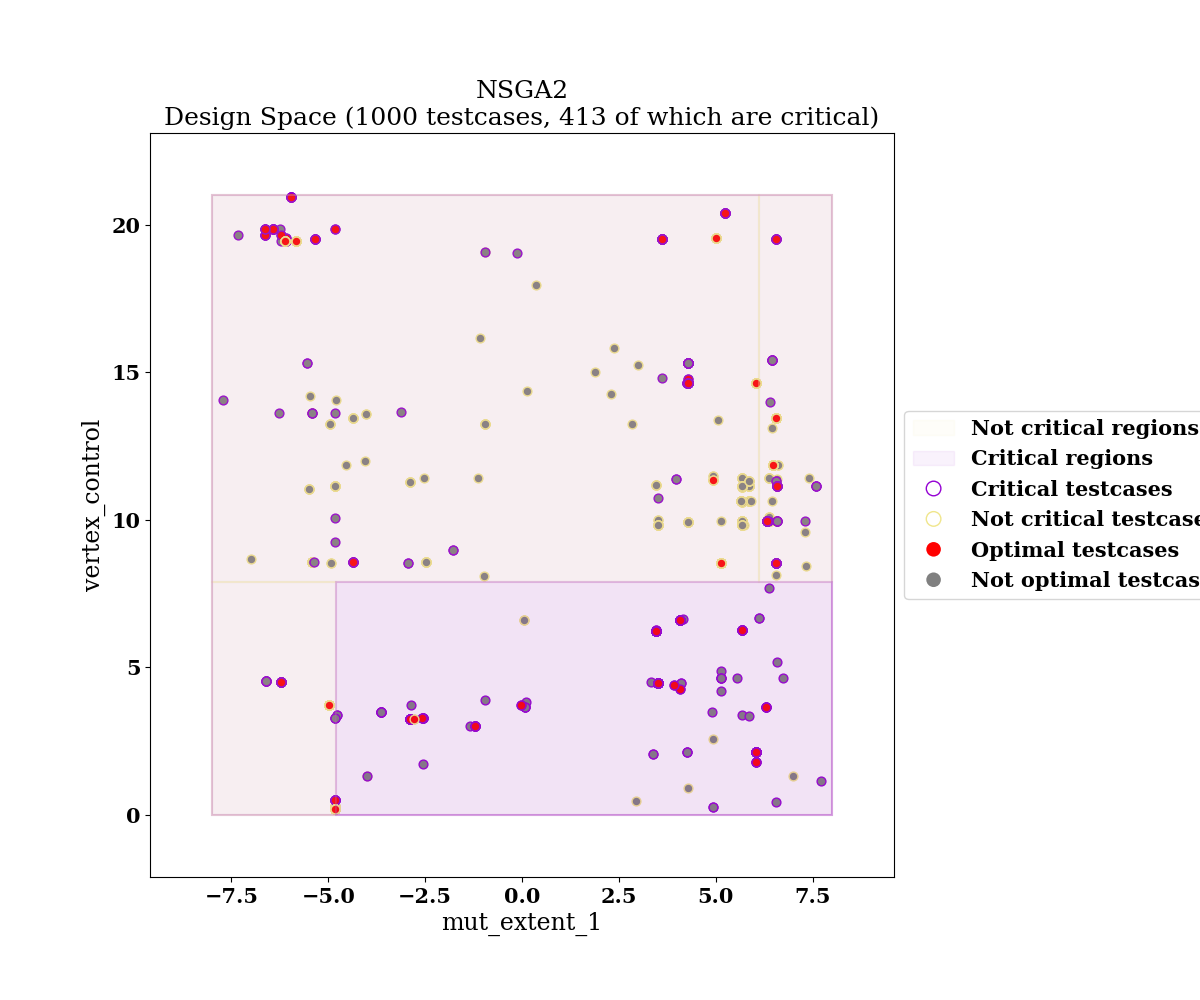 NSGA2
Design Space (1000 testcases, 413 of which are critical)
20
15
10
5
0
vertex_control
−7.5 −5.0 −2.5 0.0 2.5 5.0 7.5
mut_extent_1
Not critical regions
Critical regions
Critical testcases
Not critical testcase
Optimal testcases
Not optimal testcas